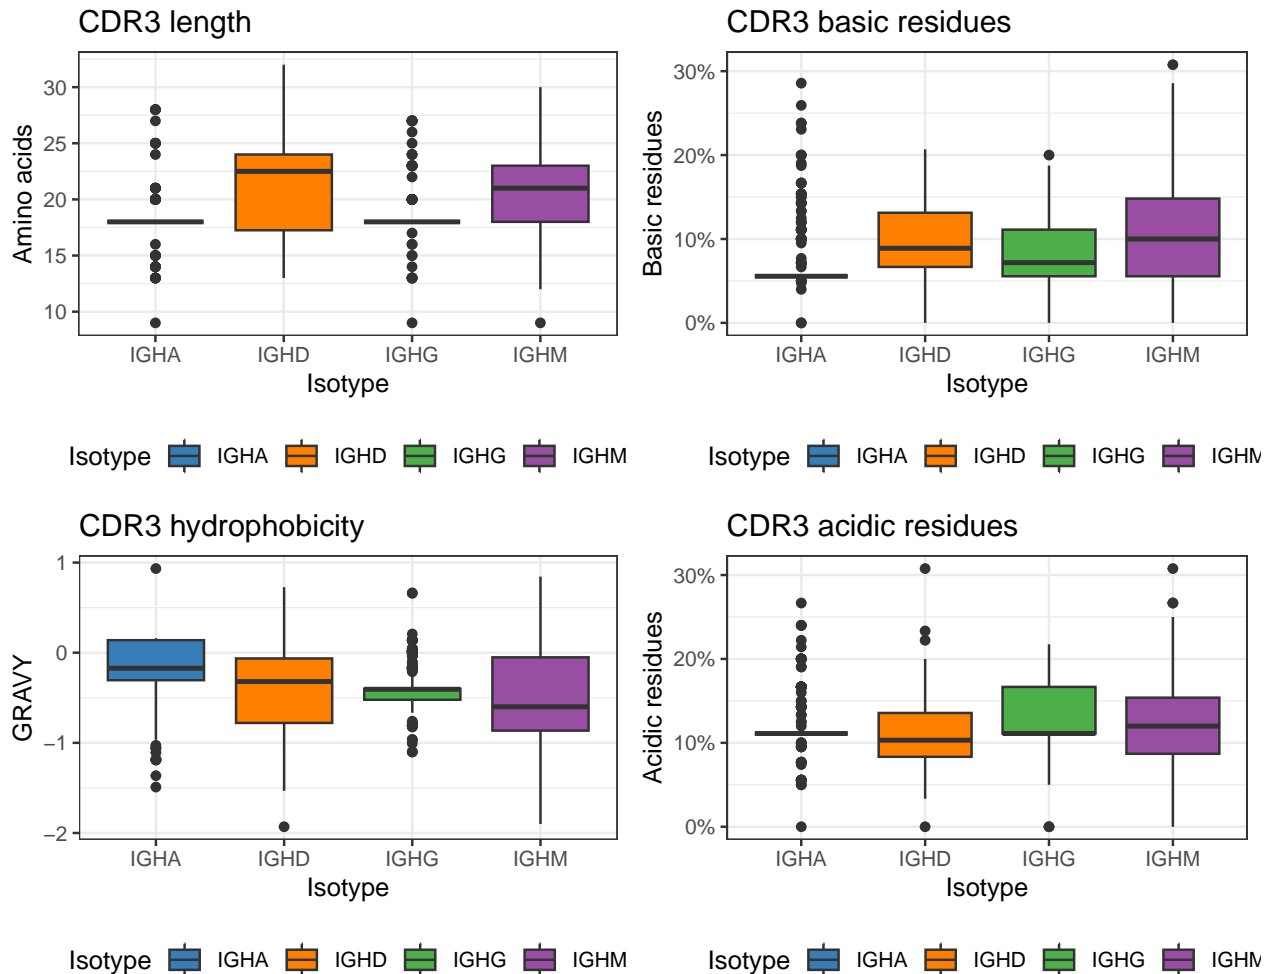 CDR3 length
Amino acids
30
25
20
15
10
IGHA IGHD IGHG IGHM
Isotype
Isotype IGHA IGHD IGHG IGHM
CDR3 basic residues
Basic residues
30%
20%
10%
0%
IGHA IGHD IGHG IGHM
Isotype
Isotype IGHA IGHD IGHG IGHM
CDR3 hydrophobicity
GRAVY
1
0
−1
−2
IGHA IGHD IGHG IGHM
Isotype
Isotype IGHA IGHD IGHG IGHM
CDR3 acidic residues
Acidic residues
30%
20%
10%
0%
IGHA IGHD IGHG IGHM
Isotype
Isotype IGHA IGHD IGHG IGHM